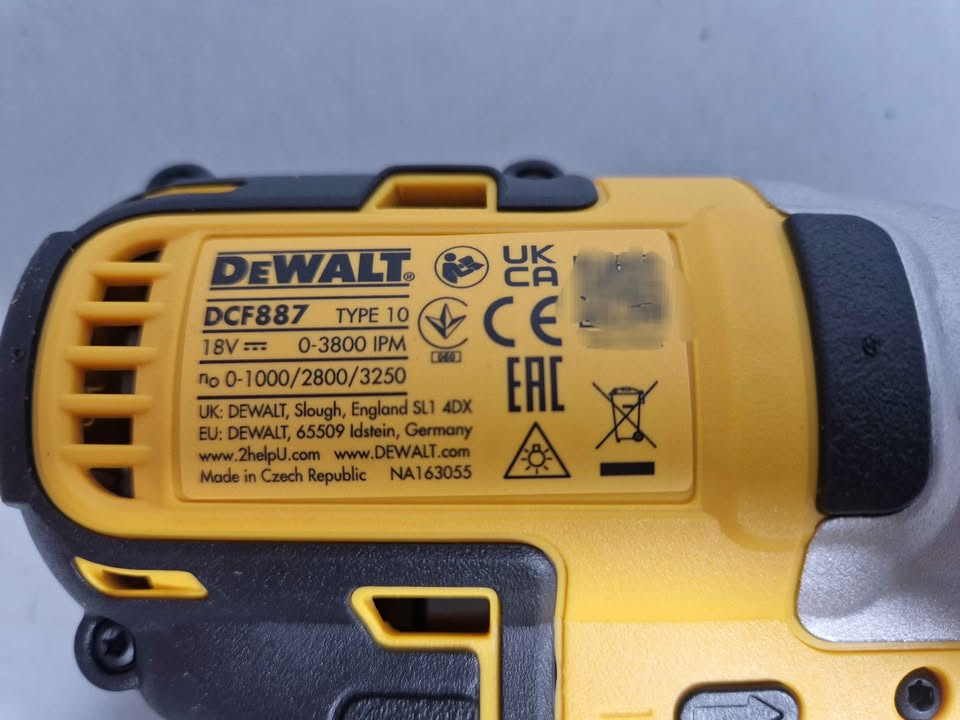 DEWALT®
DCF887 TYPE 10
18V 0-3800 IPM
n₀ 0-1000/2800/3250
UK: DEWALT, Slough, England SL1 4DX
EU: DEWALT, 65509 Idstein, Germany
www.2helpU.com www.DEWALT.com
Made in Czech Republic NA163055
UK
CA
CE
060
EAC